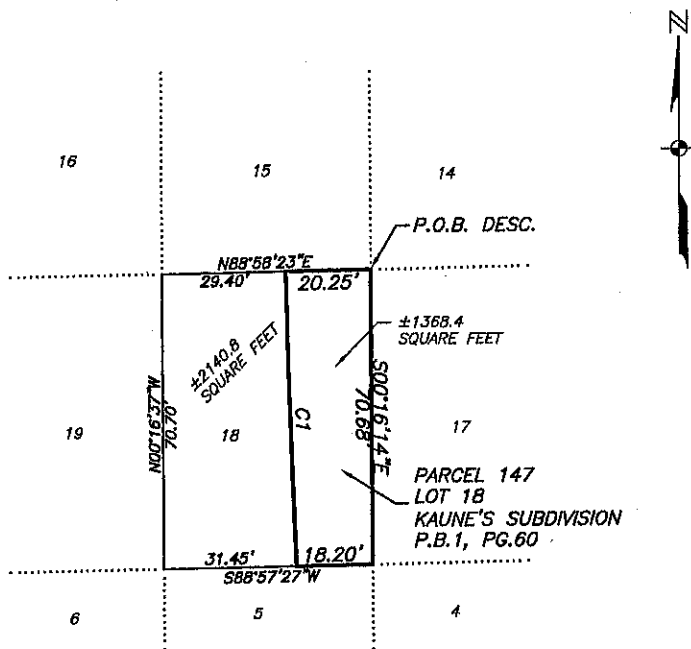 N
16
15
14
P.O.B. DESC.
N88°58'23"E
29.40'
20.25'
±1368.4
SQUARE FEET
±2140.8
SQUARE FEET
N00°16'37"W
70.70'
C1
S00°16'14"E
70.68'
19
18
17
PARCEL 147
LOT 18
KAUNE'S SUBDIVISION
P.B.1, PG.60
31.45'
18.20'
S88°57'27"W
6
5
4